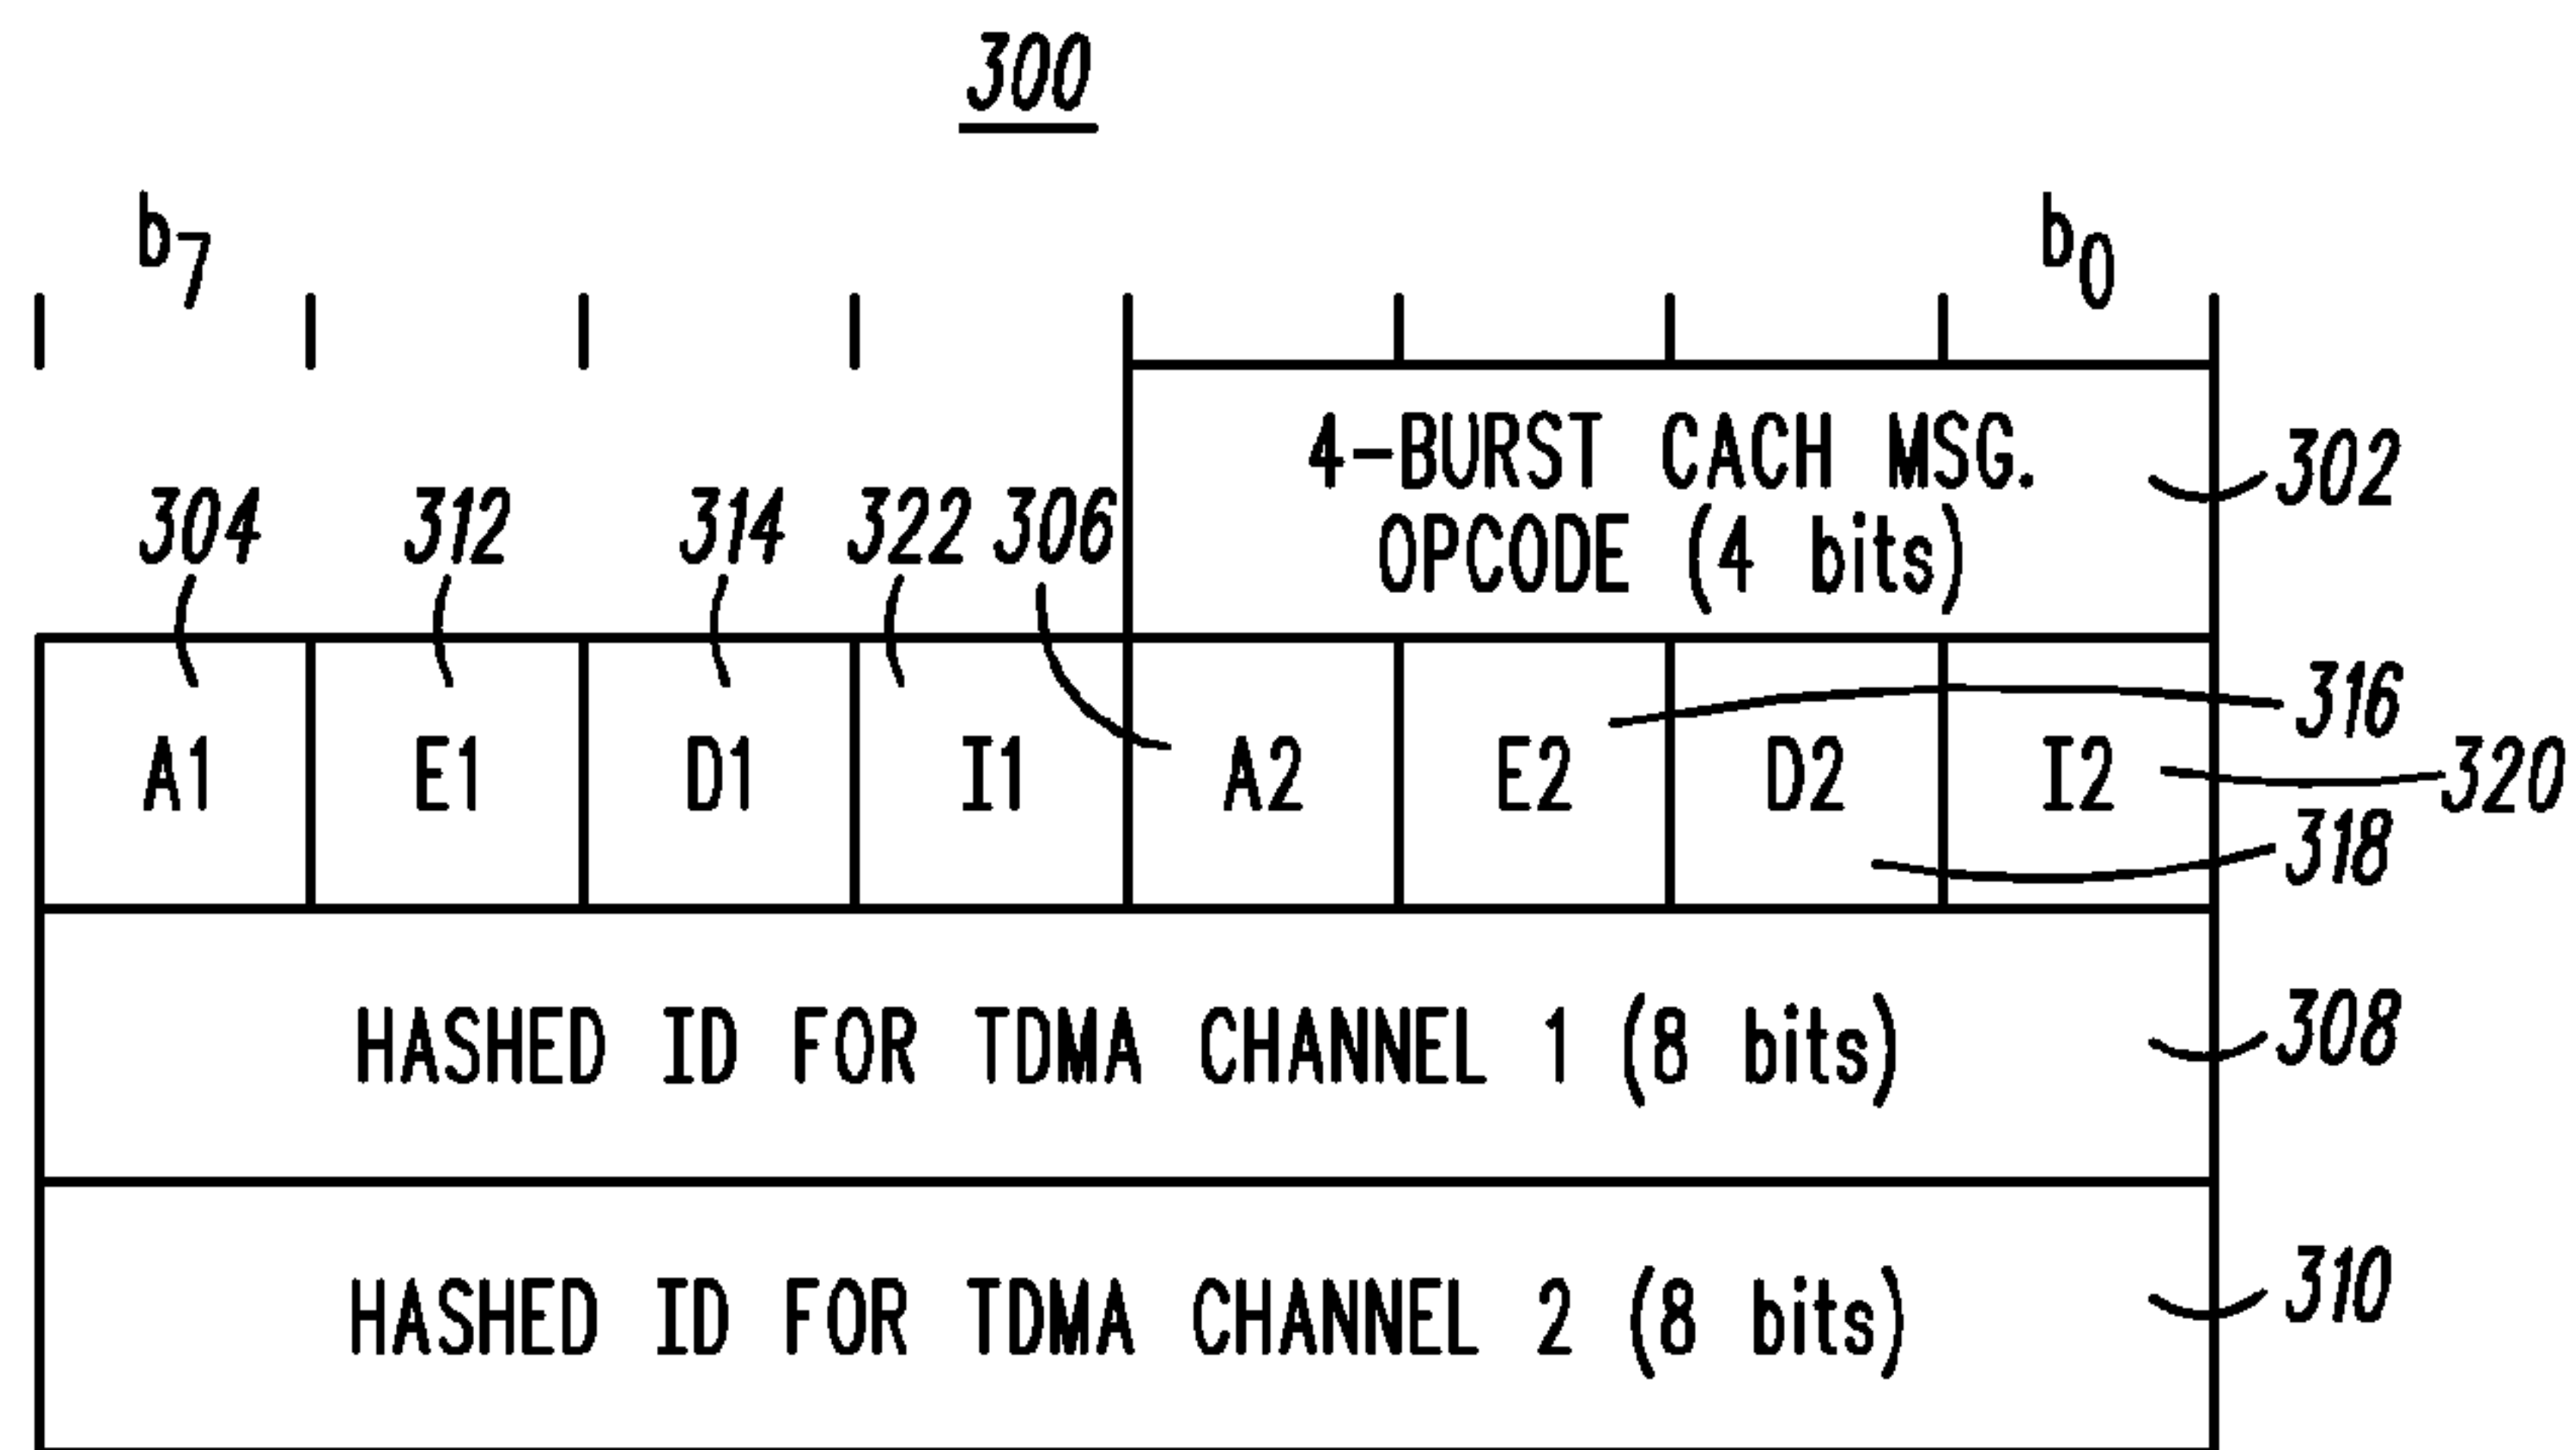 300
b7 b0
4-BURST CACH MSG.
OPCODE (4 bits)
302
304 312 314 322 306
A1 E1 D1 I1 A2 E2 D2 I2
316
320
318
HASHED ID FOR TDMA CHANNEL 1 (8 bits)
308
HASHED ID FOR TDMA CHANNEL 2 (8 bits)
310